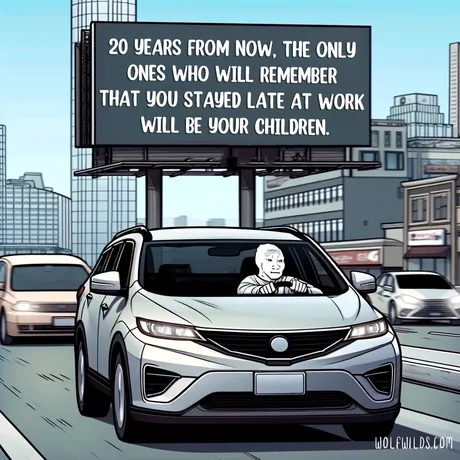 20 YEARS FROM NOW, THE ONLY
ONES WHO WILL REMEMBER
THAT YOU STAYED LATE AT WORK
WILL BE YOUR CHILDREN.
WOLFWILDS.COM